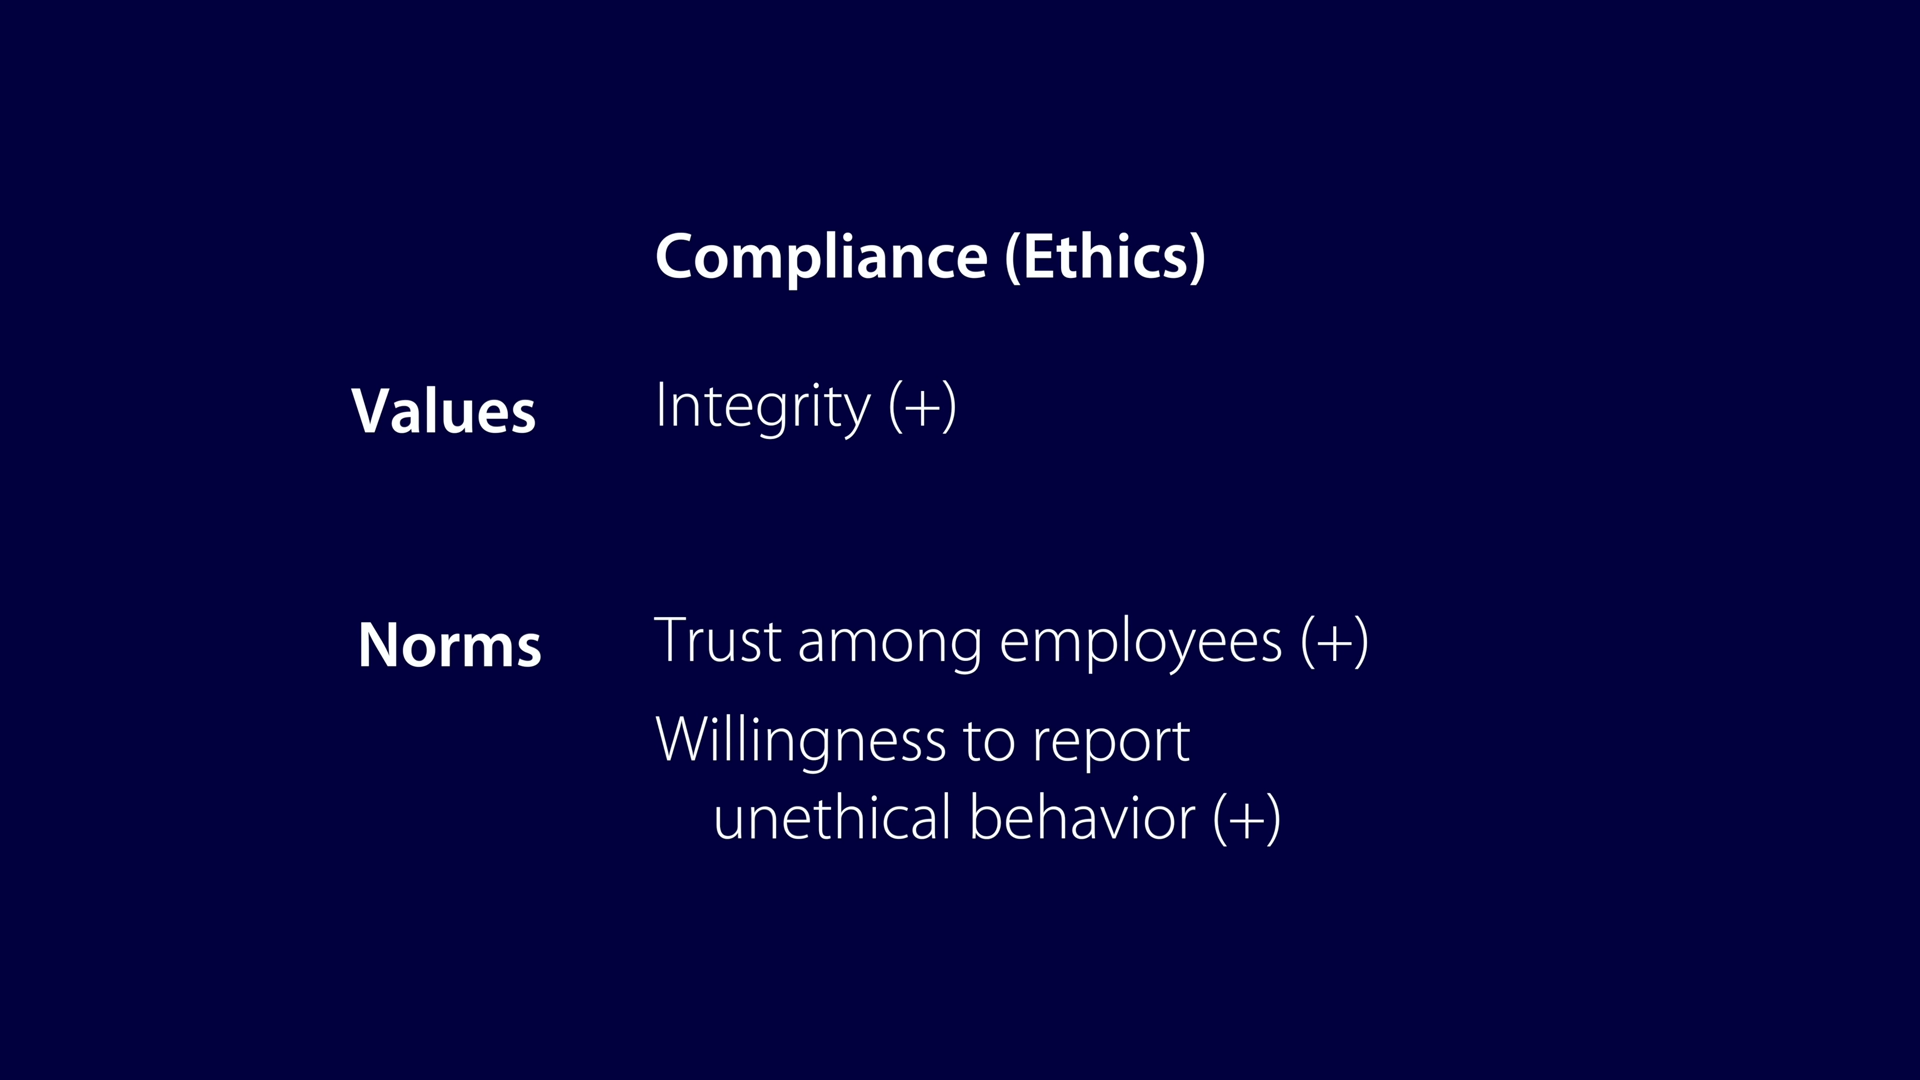 Compliance (Ethics)
Values
Integrity (+)
Norms
Trust among employees (+)
Willingness to report
unethical behavior (+)